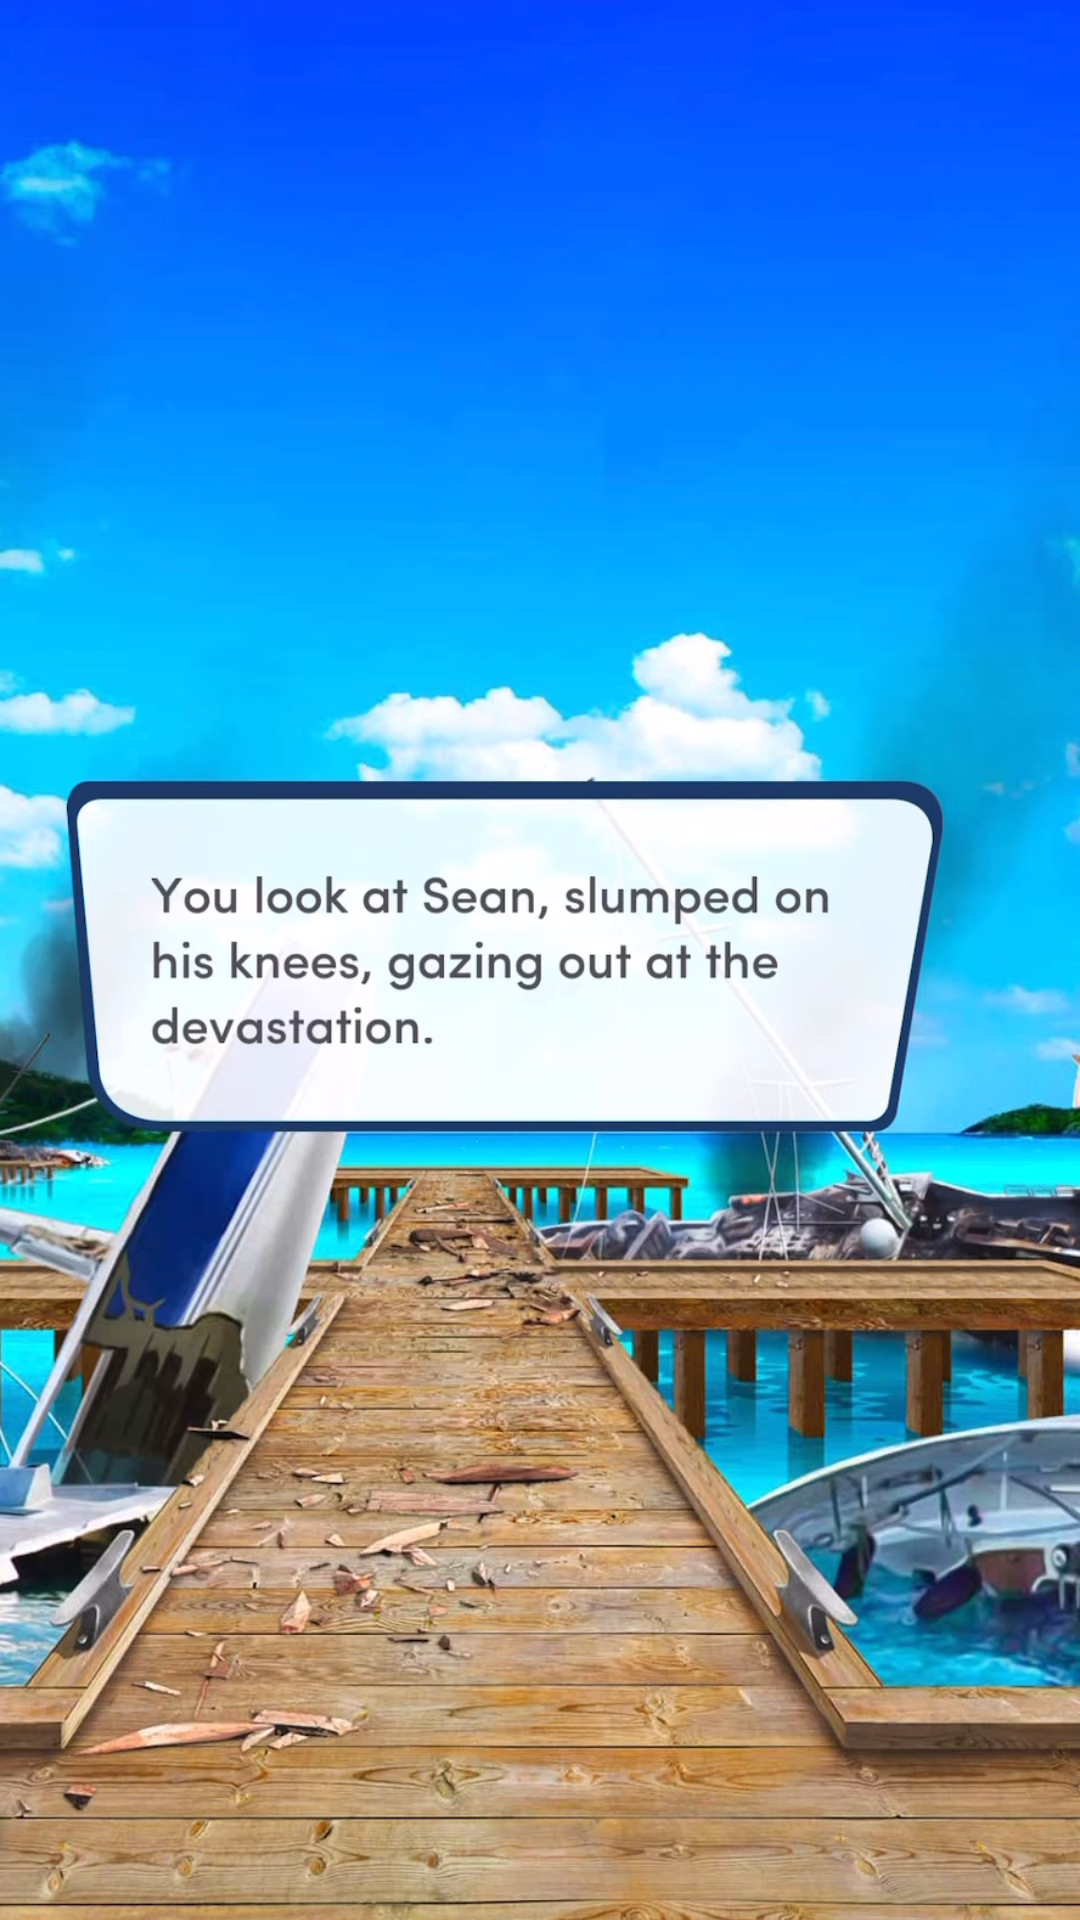 You look at Sean, slumped on
his knees, gazing out at the
devastation.